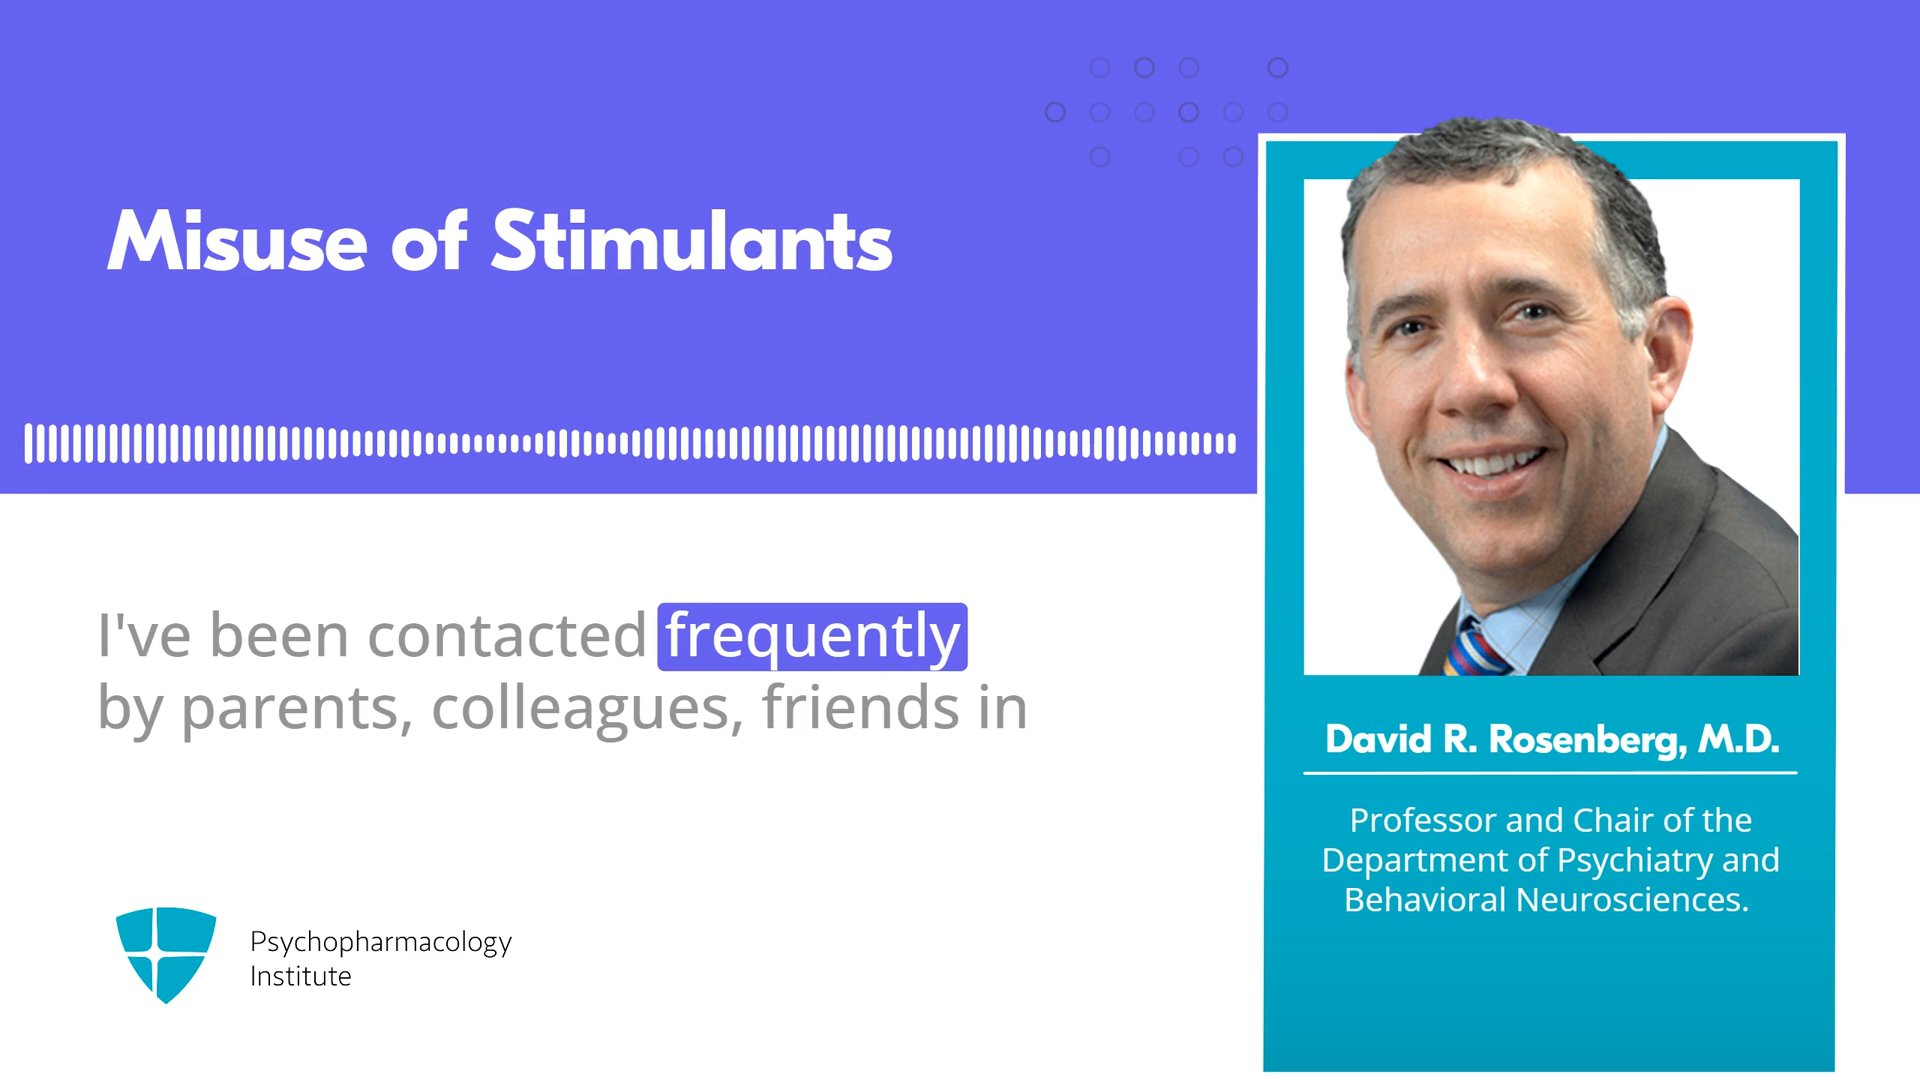 Misuse of Stimulants
I've been contacted frequently
by parents, colleagues, friends in
Psychopharmacology
Institute
David R. Rosenberg, M.D.
Professor and Chair of the
Department of Psychiatry and
Behavioral Neurosciences.